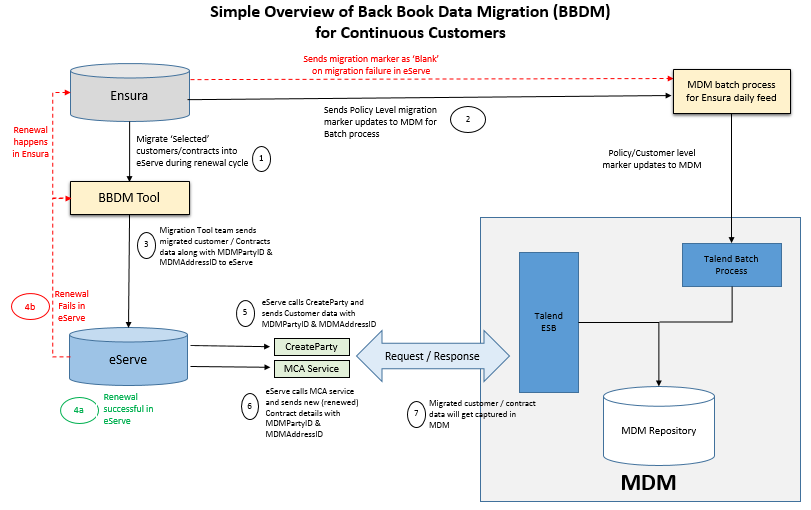 Simple Overview of Back Book Data Migration (BBDM)
for Continuous Customers
Sends migration marker as 'Blank'
on migration failure in eServe
Ensura
MDM batch process
for Ensura daily feed
Sends Policy Level migration
marker updates to MDM for
Batch process
2
Renewal
happens
in Ensura
Migrate 'Selected'
customers/contracts into
eServe during renewal cycle
1
Policy/Customer level
marker updates to MDM
BBDM Tool
3
Migration Tool team sends
migrated customer / Contracts
data along with MDMPartyID &
MDMAddressID to eServe
Talend Batch
Process
4b
Renewal
Fails in
eServe
5
eServe calls CreateParty and
sends Customer data with
MDMPartyID & MDMAddressID
Talend
ESB
eServe
CreateParty
MCA Service
Request / Response
4a
Renewal
successful in
eServe
6
eServe calls MCA service
and sends new (renewed)
Contract details with
MDMPartyID &
MDMAddressID
7
Migrated customer / contract
data will get captured in
MDM
MDM Repository
MDM